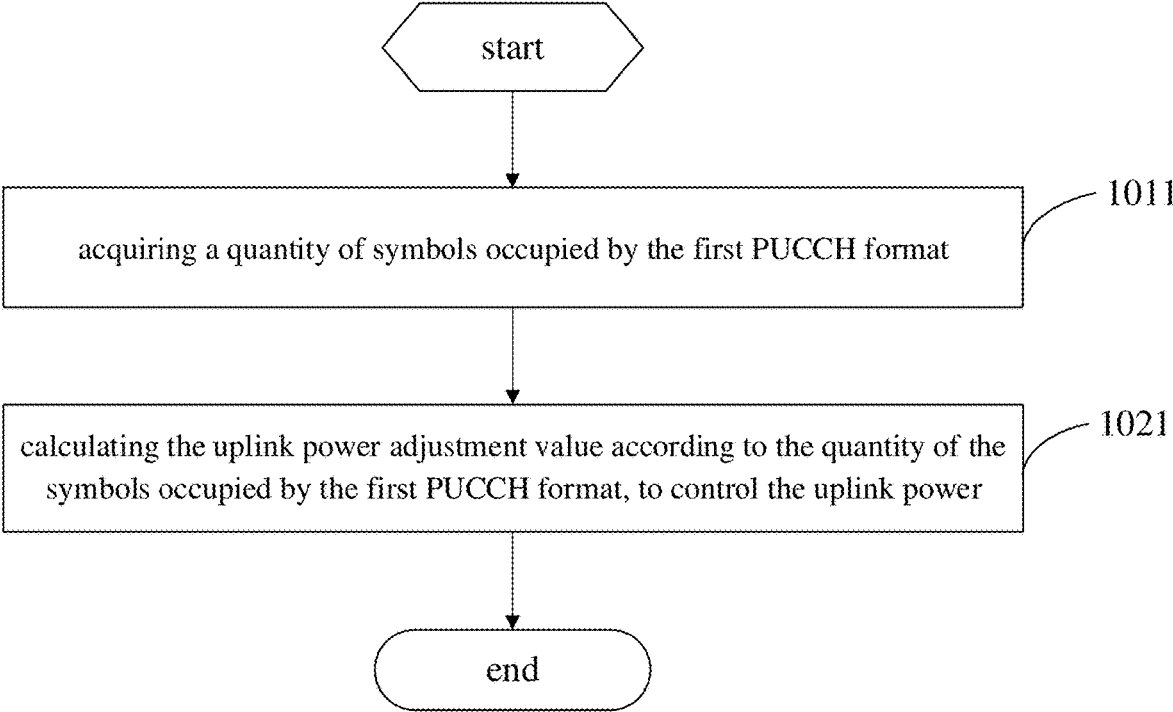 start
1011
acquiring a quantity of symbols occupied by the first PUCCH format
1021
calculating the uplink power adjustment value according to the quantity of the
symbols occupied by the first PUCCH format, to control the uplink power
end